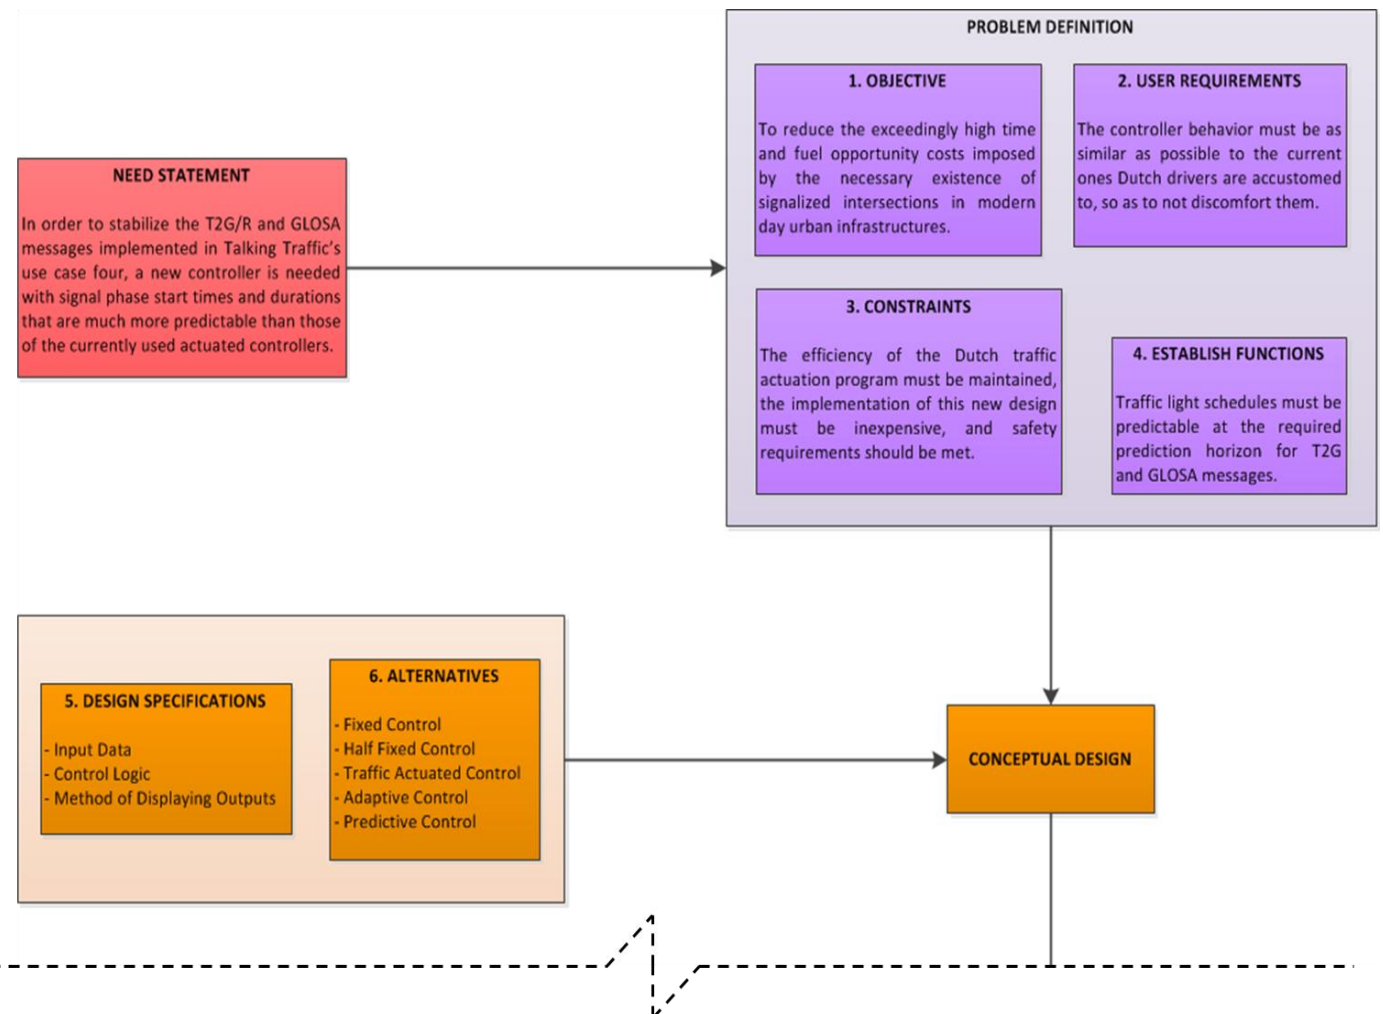 PROBLEM DEFINITION
1. OBJECTIVE
To reduce the exceedingly high time
and fuel opportunity costs imposed
by the necessary existence of
signalized intersections in modern
day urban infrastructures.
2. USER REQUIREMENTS
The controller behavior must be as
similar as possible to the current
ones Dutch drivers are accustomed
to, so as to not discomfort them.
NEED STATEMENT
In order to stabilize the T2G/R and GLOSA
messages implemented in Talking Traffic's
use case four, a new controller is needed
with signal phase start times and durations
that are much more predictable than those
of the currently used actuated controllers.
3. CONSTRAINTS
The efficiency of the Dutch traffic
actuation program must be maintained,
the implementation of this new design
must be inexpensive, and safety
requirements should be met.
4. ESTABLISH FUNCTIONS
Traffic light schedules must be
predictable at the required
prediction horizon for T2G
and GLOSA messages.
5. DESIGN SPECIFICATIONS
- Input Data
- Control Logic
- Method of Displaying Outputs
6. ALTERNATIVES
- Fixed Control
- Half Fixed Control
- Traffic Actuated Control
- Adaptive Control
- Predictive Control
CONCEPTUAL DESIGN